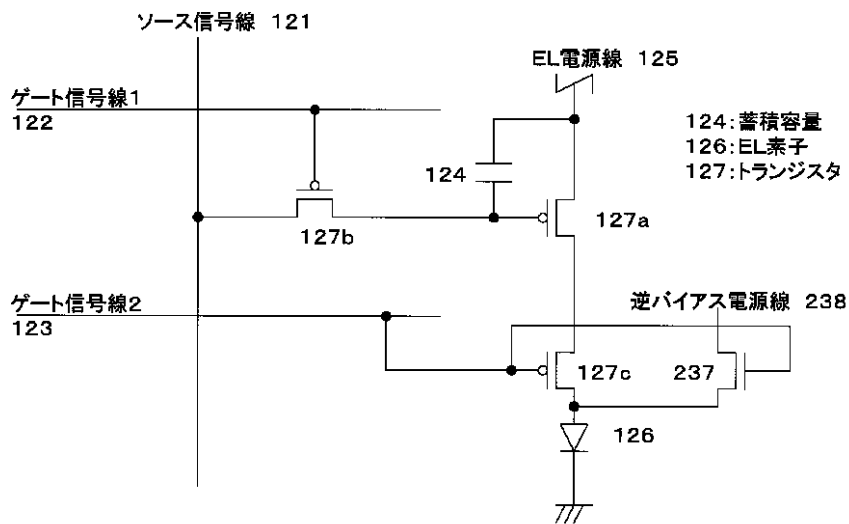 ソース信号線 121
EL電源線 125
ゲート信号線1
122
124:蓄積容量
126:EL素子
127:トランジスタ
124
127b
127a
ゲート信号線2
123
逆バイアス電源線 238
127c
237
126